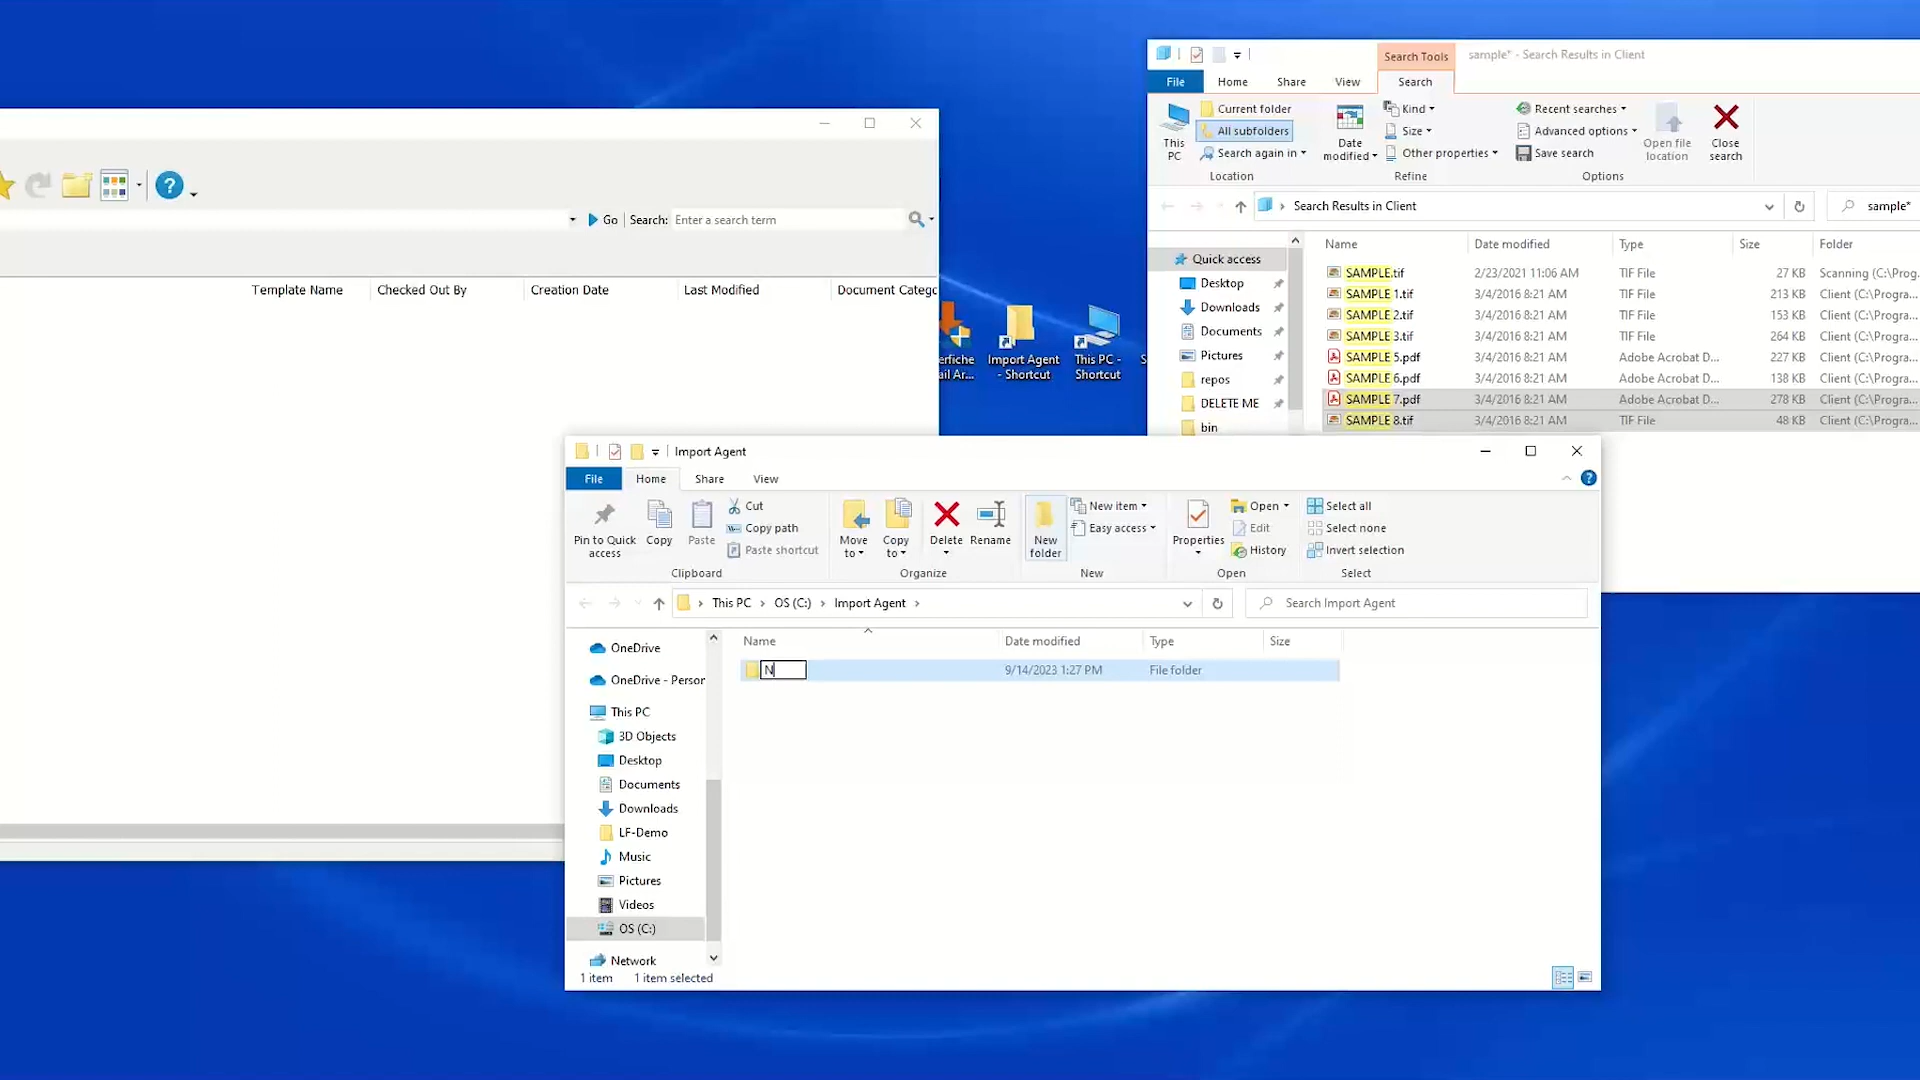 Go
Search:
Enter a search term
Template Name
Checked Out By
Creation Date
Last Modified
Document Catego
erfiche
ail Ar...
Import Agent
- Shortcut
This PC -
Shortcut
S
Search Tools
sample* - Search Results in Client
File
Home
Share
View
Search
This
PC
Current folder
All subfolders
Search again in
Location
Date
modified
Kind
Size
Other properties
Refine
Recent searches
Advanced options
Save search
Options
Open file
location
Close
search
Search Results in Client
sample*
Quick access
Desktop
Downloads
Documents
Pictures
repos
DELETE ME
bin
Name Date modified Type Size Folder
SAMPLE.tif 2/23/2021 11:06 AM TIF File 27 KB Scanning (C:\Prog...
SAMPLE 1.tif 3/4/2016 8:21 AM TIF File 213 KB Client (C:\Progra...
SAMPLE 2.tif 3/4/2016 8:21 AM TIF File 153 KB Client (C:\Progra...
SAMPLE 3.tif 3/4/2016 8:21 AM TIF File 264 KB Client (C:\Progra...
SAMPLE 5.pdf 3/4/2016 8:21 AM Adobe Acrobat D... 227 KB Client (C:\Progra...
SAMPLE 6.pdf 3/4/2016 8:21 AM Adobe Acrobat D... 138 KB Client (C:\Progra...
SAMPLE 7.pdf 3/4/2016 8:21 AM Adobe Acrobat D... 278 KB Client (C:\Progra...
SAMPLE 8.tif 3/4/2016 8:21 AM TIF File 48 KB Client (C:\Progra...
Import Agent
File
Home
Share
View
Pin to Quick
access
Copy
Paste
Cut
Copy path
Paste shortcut
Clipboard
Move
to
Copy
to
Delete
Rename
Organize
New
folder
New item
Easy access
New
Properties
Open
Edit
History
Open
Select all
Select none
Invert selection
Select
This PC
OS (C:)
Import Agent
Search Import Agent
OneDrive
OneDrive - Person
This PC
3D Objects
Desktop
Documents
Downloads
LF-Demo
Music
Pictures
Videos
OS (C:)
Network
Name Date modified Type Size
N 9/14/2023 1:27 PM File folder
1 item 1 item selected